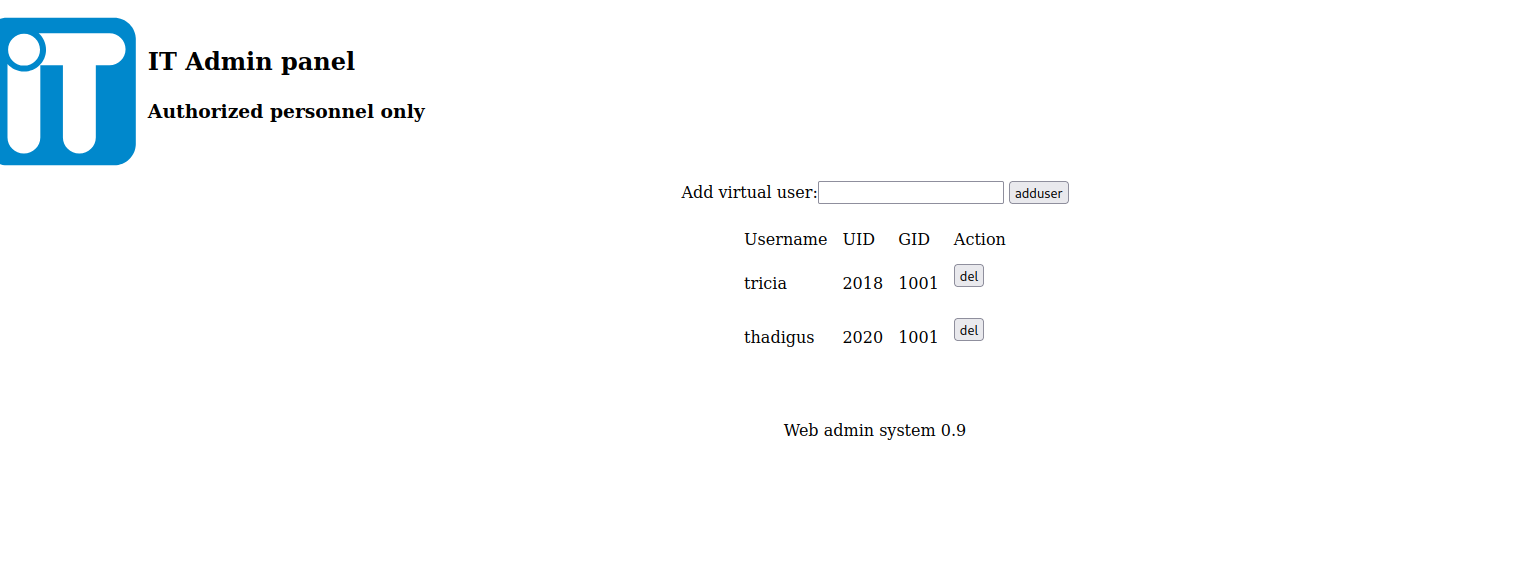 iT
IT Admin panel
Authorized personnel only
Add virtual user: adduser
Username UID GID Action
tricia 2018 1001 del
thadigus 2020 1001 del
Web admin system 0.9